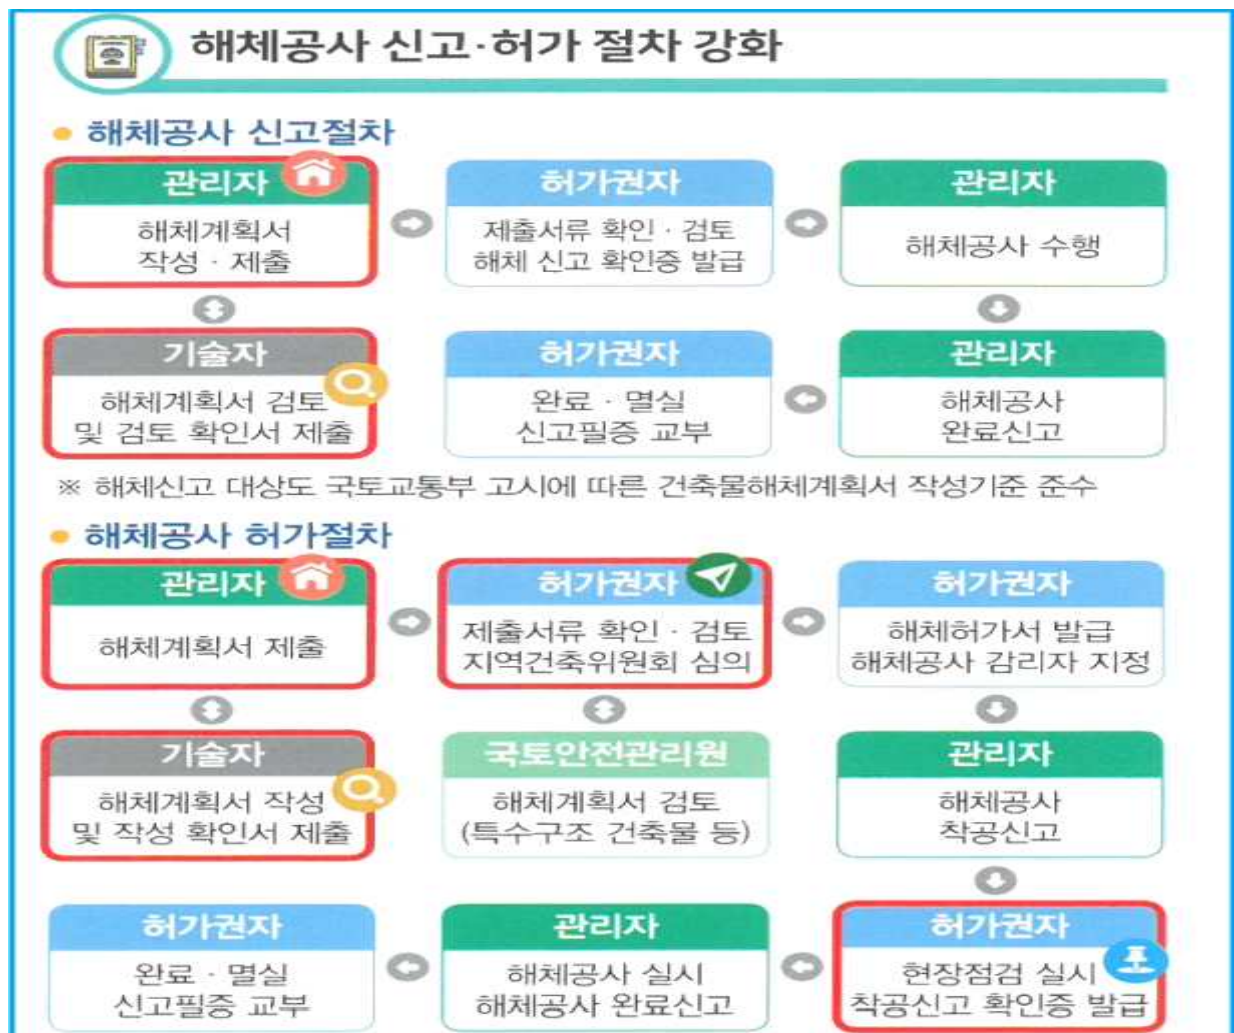 해체공사 신고·허가 절차 강화
• 해체공사 신고절차
관리자
해체계획서
작성 · 제출
허가권자
제출서류 확인 · 검토
해체 신고 확인증 발급
관리자
해체공사 수행
기술자
해체계획서 검토
및 검토 확인서 제출
허가권자
완료 · 멸실
신고필증 교부
관리자
해체공사
완료신고
※ 해체신고 대상도 국토교통부 고시에 따른 건축물해체계획서 작성기준 준수
• 해체공사 허가절차
관리자
해체계획서 제출
허가권자
제출서류 확인 · 검토
지역건축위원회 심의
허가권자
해체허가서 발급
해체공사 감리자 지정
기술자
해체계획서 작성
및 작성 확인서 제출
국토안전관리원
해체계획서 검토
(특수구조 건축물 등)
관리자
해체공사
착공신고
허가권자
완료 · 멸실
신고필증 교부
관리자
해체공사 실시
해체공사 완료신고
허가권자
현장점검 실시
착공신고 확인증 발급